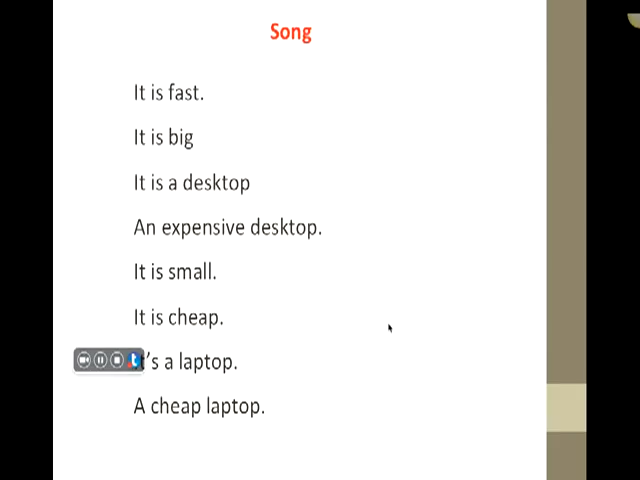 Song
It is fast.
It is big
It is a desktop
An expensive desktop.
It is small.
It is cheap.
It's a laptop.
A cheap laptop.